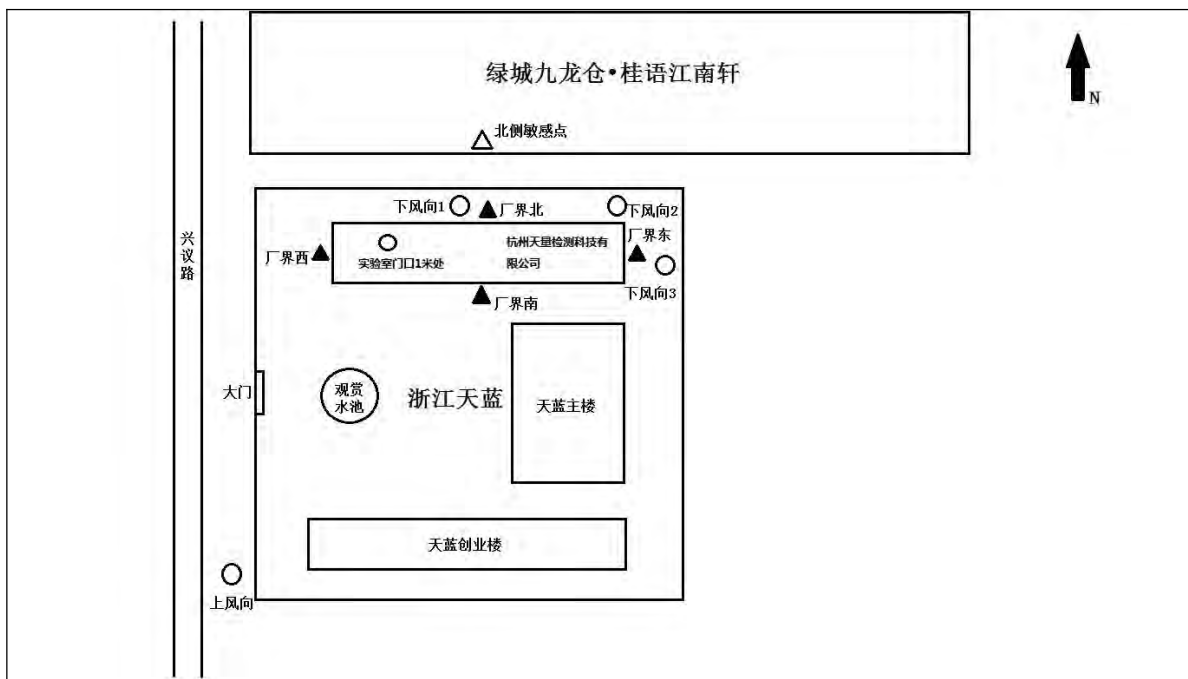 绿城九龙仓•桂语江南轩
N
北侧敏感点
下风向1
厂界北
下风向2
兴议路
厂界西
实验室门口1米处
杭州天量检测科技有
限公司
厂界东
下风向3
厂界南
大门
观赏
水池
浙江天蓝
天蓝主楼
天蓝创业楼
上风向